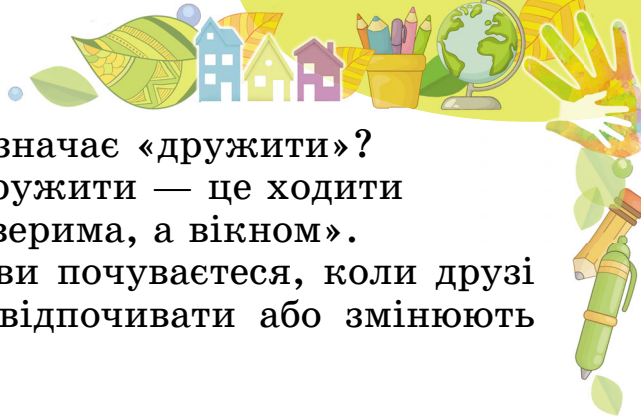 значає «дружити»?
ружити — це ходити
верима, а вікном».
ви почуваєтеся, коли друзі
відпочивати або змінюють